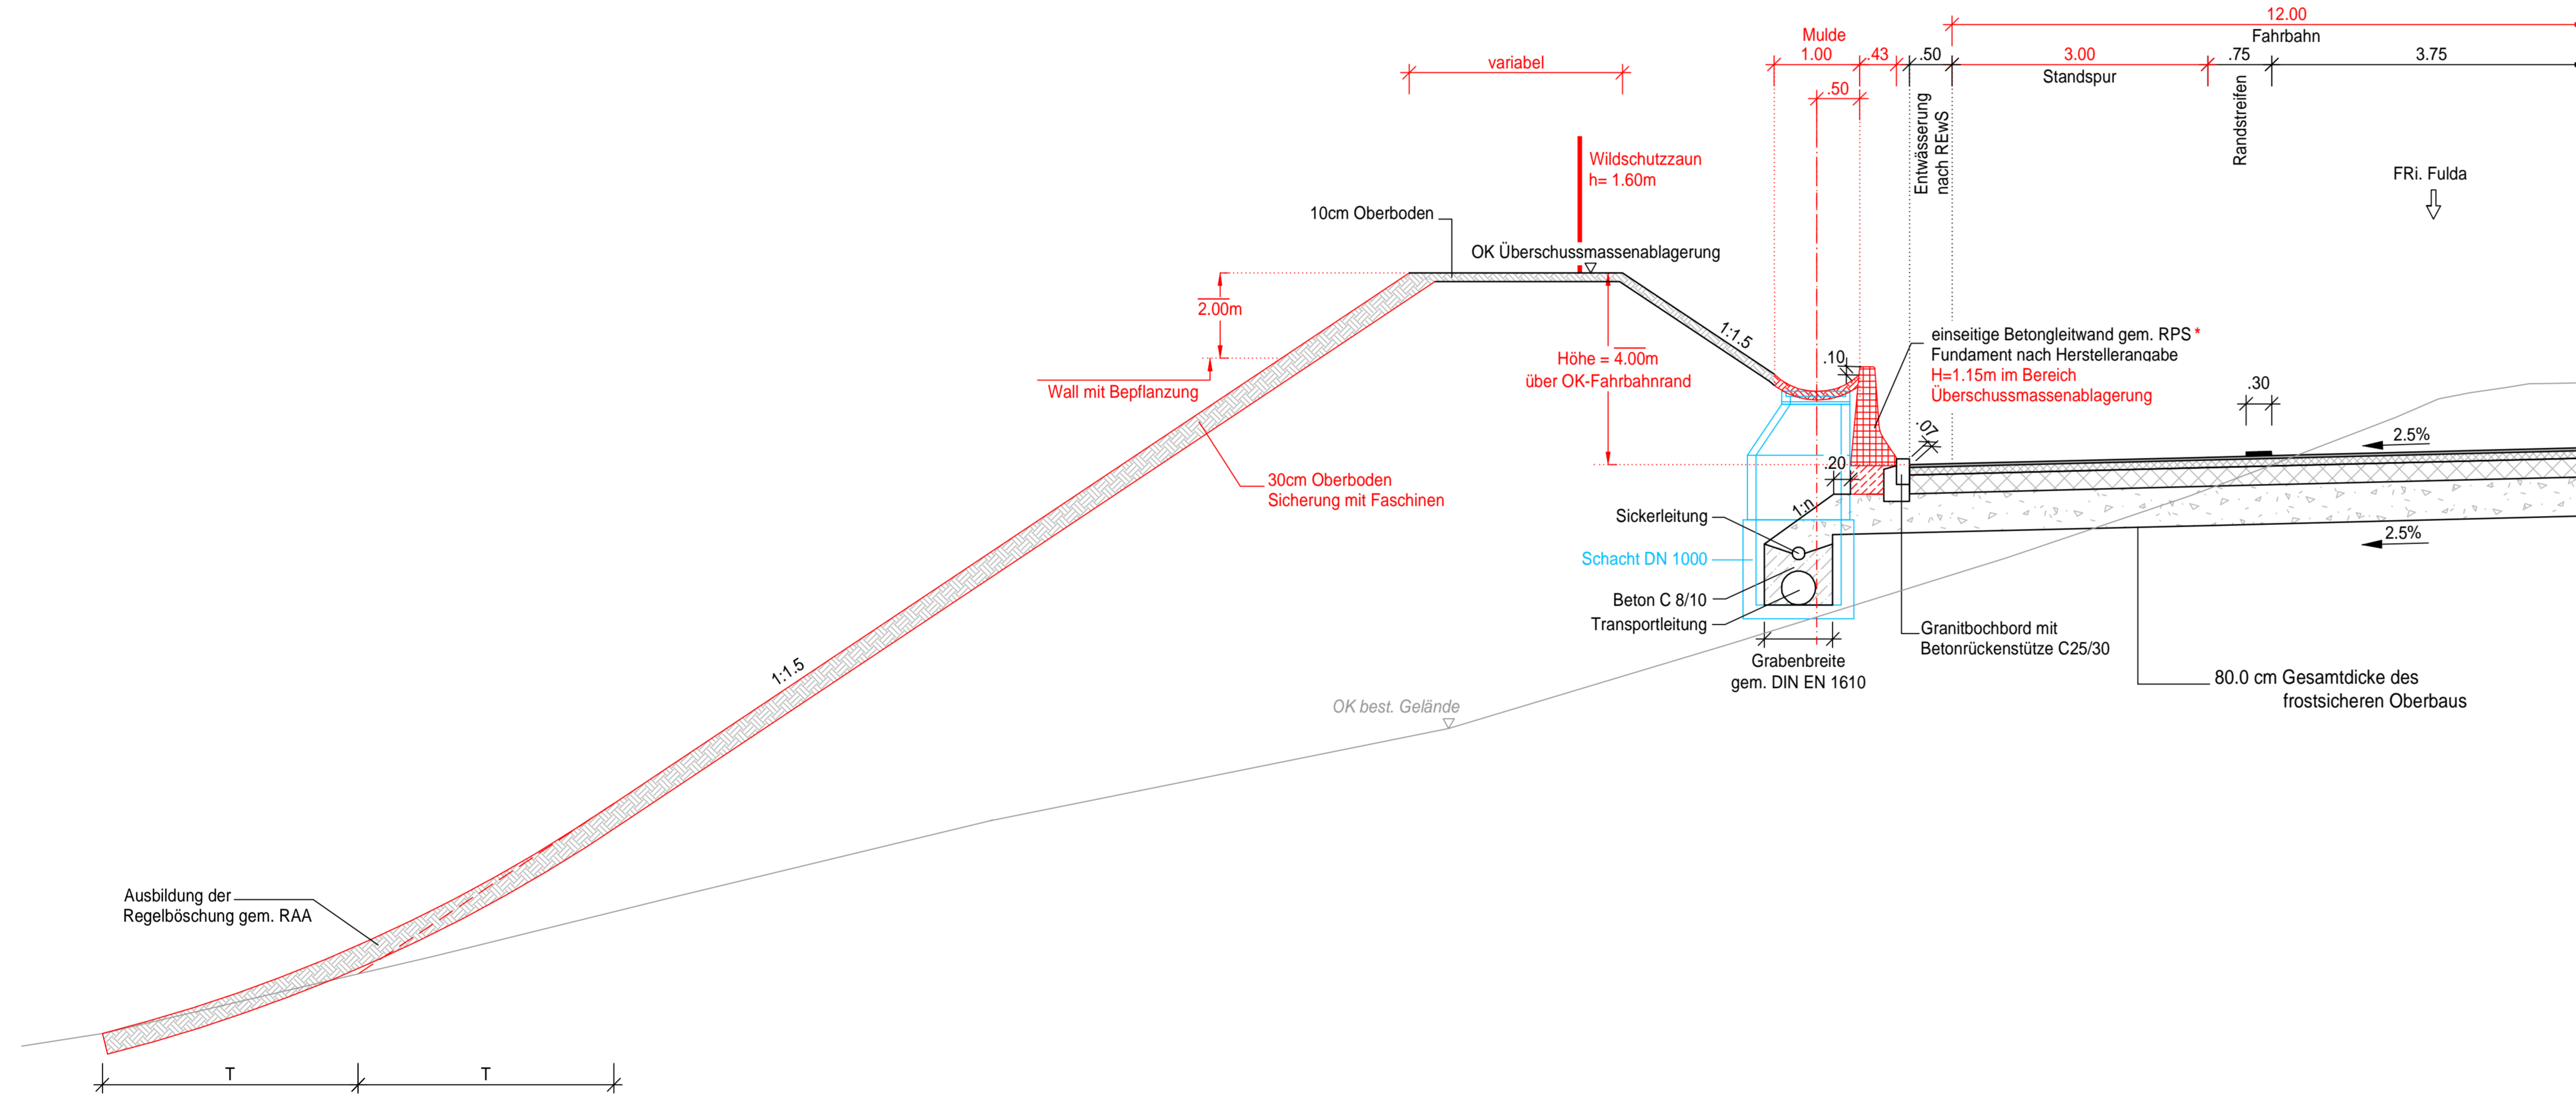 12.00
Fahrbahn
Mulde
variabel
1.00
.43
.50
3.00
.75
3.75
Standspur
.50
Entwässerung
nach REwS
Randstreifen
Wildschutzzaun
h= 1.60m
FRi. Fulda
10cm Oberboden
OK Überschussmassenablagerung
2.00m
1:1.5
einseitige Betongleitwand gem. RPS*
Fundament nach Herstellerangabe
H=1.15m im Bereich
Überschussmassenablagerung
Höhe = 4.00m
über OK-Fahrbahnrand
.10
Wall mit Bepflanzung
.30
.07
2.5%
.20
30cm Oberboden
Sicherung mit Faschinen
1:n
Sickerleitung
2.5%
Schacht DN 1000
Beton C 8/10
Transportleitung
Granitbochbord mit
Betonrückenstütze C25/30
Grabenbreite
gem. DIN EN 1610
80.0 cm Gesamtdicke des
frostsicheren Oberbaus
1:1.5
OK best. Gelände
Ausbildung der
Regelböschung gem. RAA
T
T